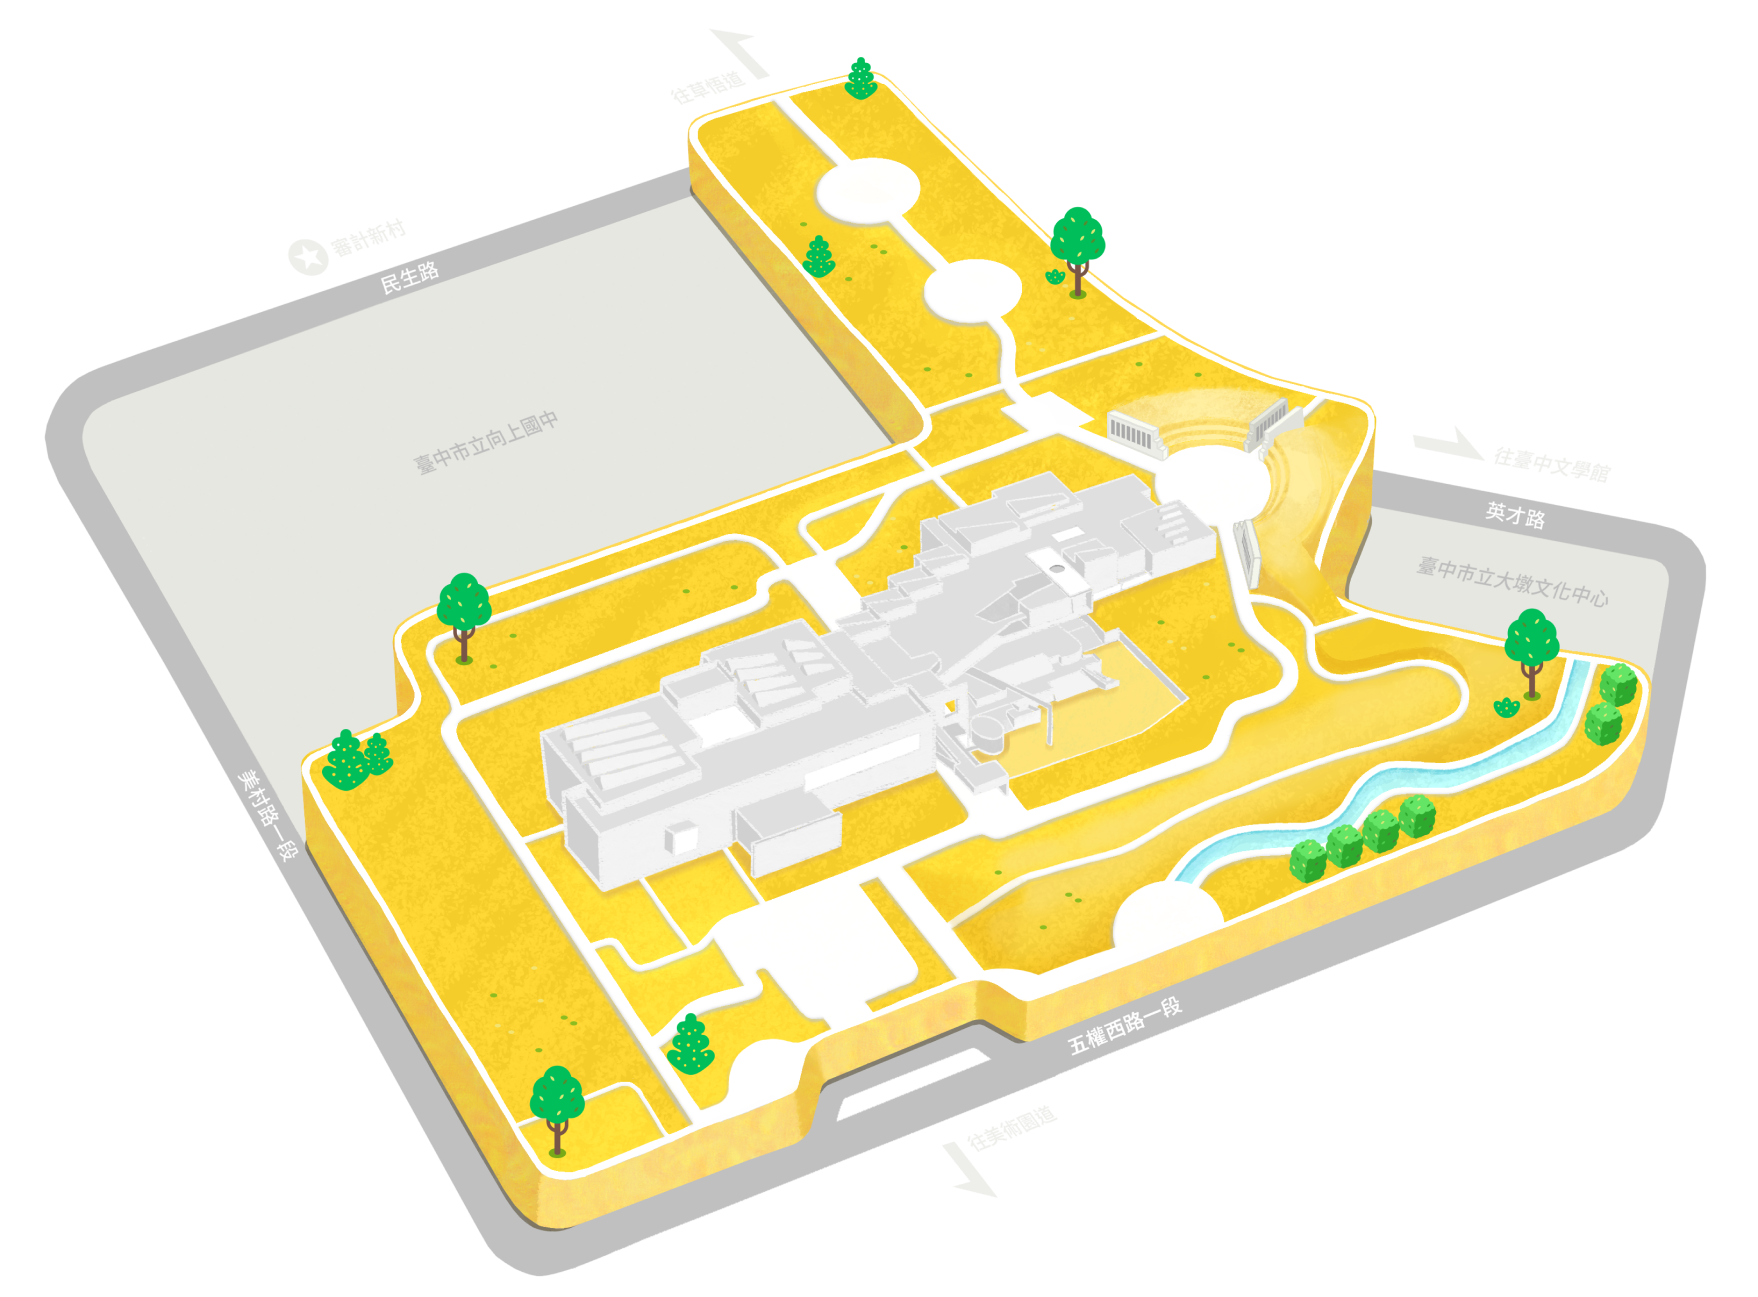 往草悟道
審計新村
民生路
臺中市立向上國中
往臺中文學館
英才路
臺中市立大墩文化中心
美村路一段
五權西路一段
往美術園道